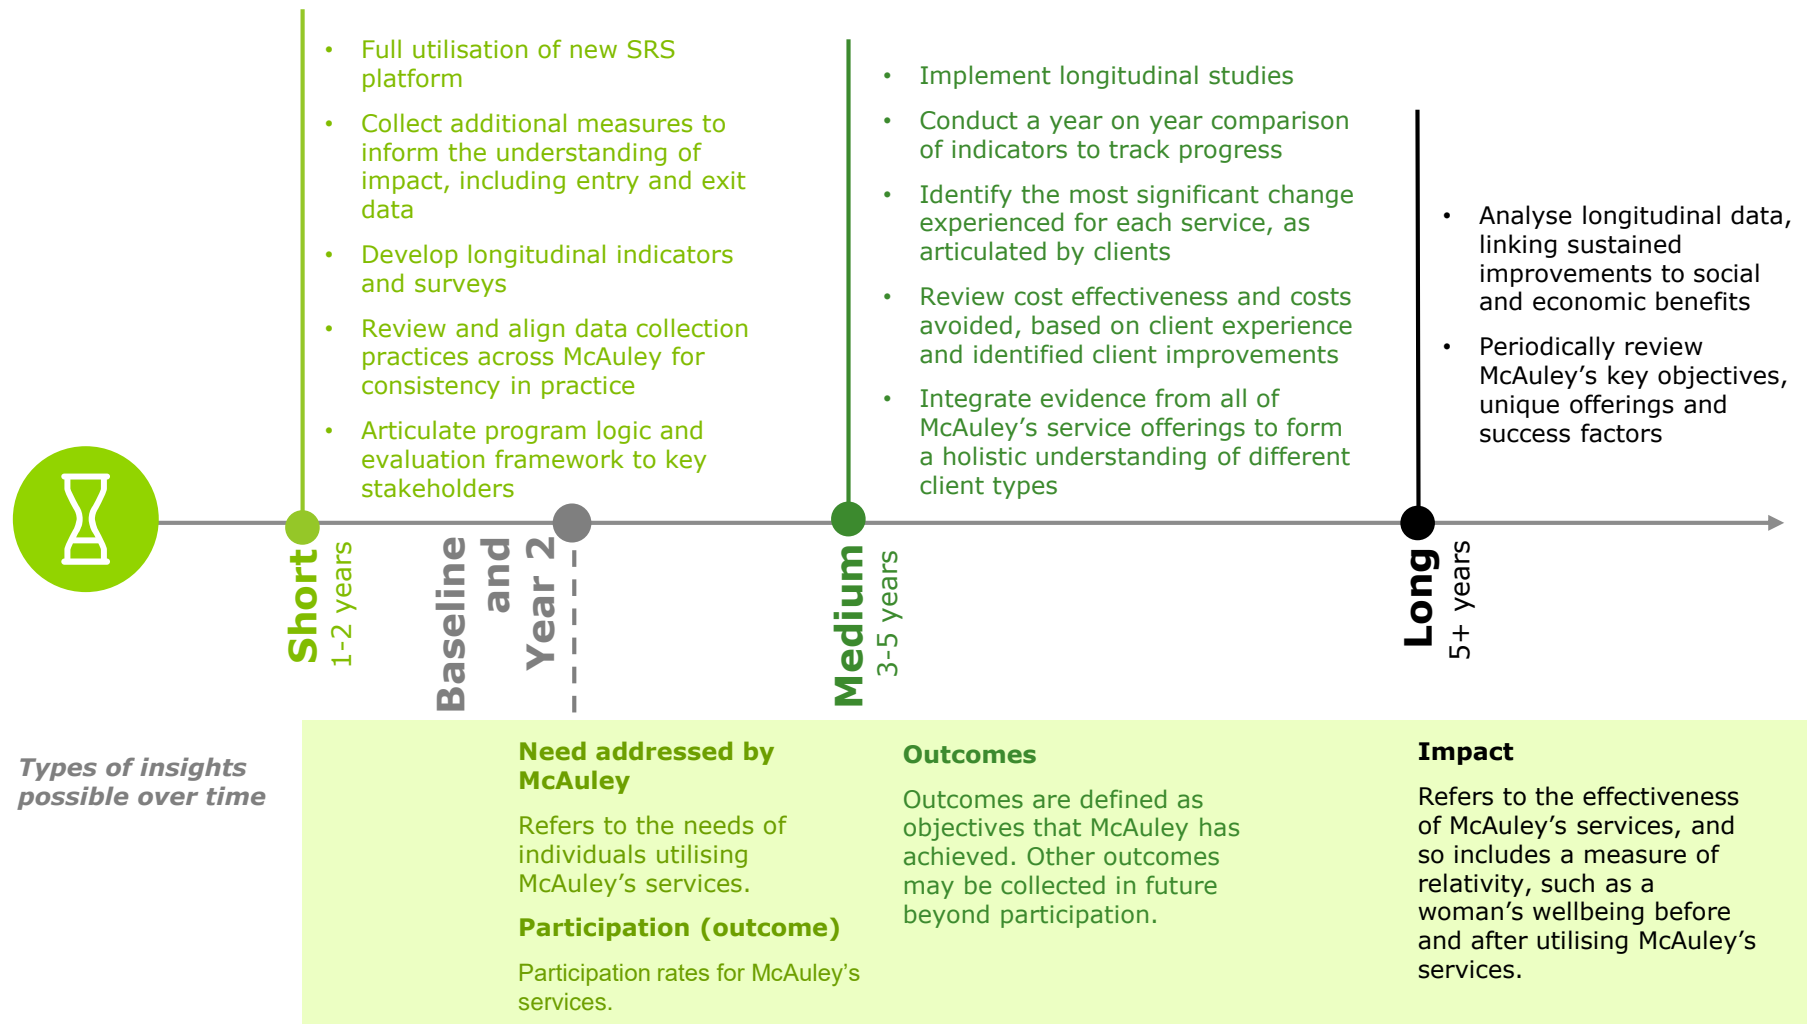 • Full utilisation of new SRS
platform
• Collect additional measures to
inform the understanding of
impact, including entry and exit
data
• Develop longitudinal indicators
and surveys
• Review and align data collection
practices across McAuley for
consistency in practice
• Articulate program logic and
evaluation framework to key
stakeholders
• Implement longitudinal studies
• Conduct a year on year comparison
of indicators to track progress
• Identify the most significant change
experienced for each service, as
articulated by clients
• Review cost effectiveness and costs
avoided, based on client experience
and identified client improvements
• Integrate evidence from all of
McAuley’s service offerings to form
a holistic understanding of different
client types
• Analyse longitudinal data,
linking sustained
improvements to social
and economic benefits
• Periodically review
McAuley’s key objectives,
unique offerings and
success factors
Short
1-2 years
Baseline
and
Year 2
Medium
3-5 years
Long
5+ years
Types of insights
possible over time
Need addressed by
McAuley
Refers to the needs of
individuals utilising
McAuley’s services.
Participation (outcome)
Participation rates for McAuley’s
services.
Outcomes
Outcomes are defined as
objectives that McAuley has
achieved. Other outcomes
may be collected in future
beyond participation.
Impact
Refers to the effectiveness
of McAuley’s services, and
so includes a measure of
relativity, such as a
woman’s wellbeing before
and after utilising McAuley’s
services.